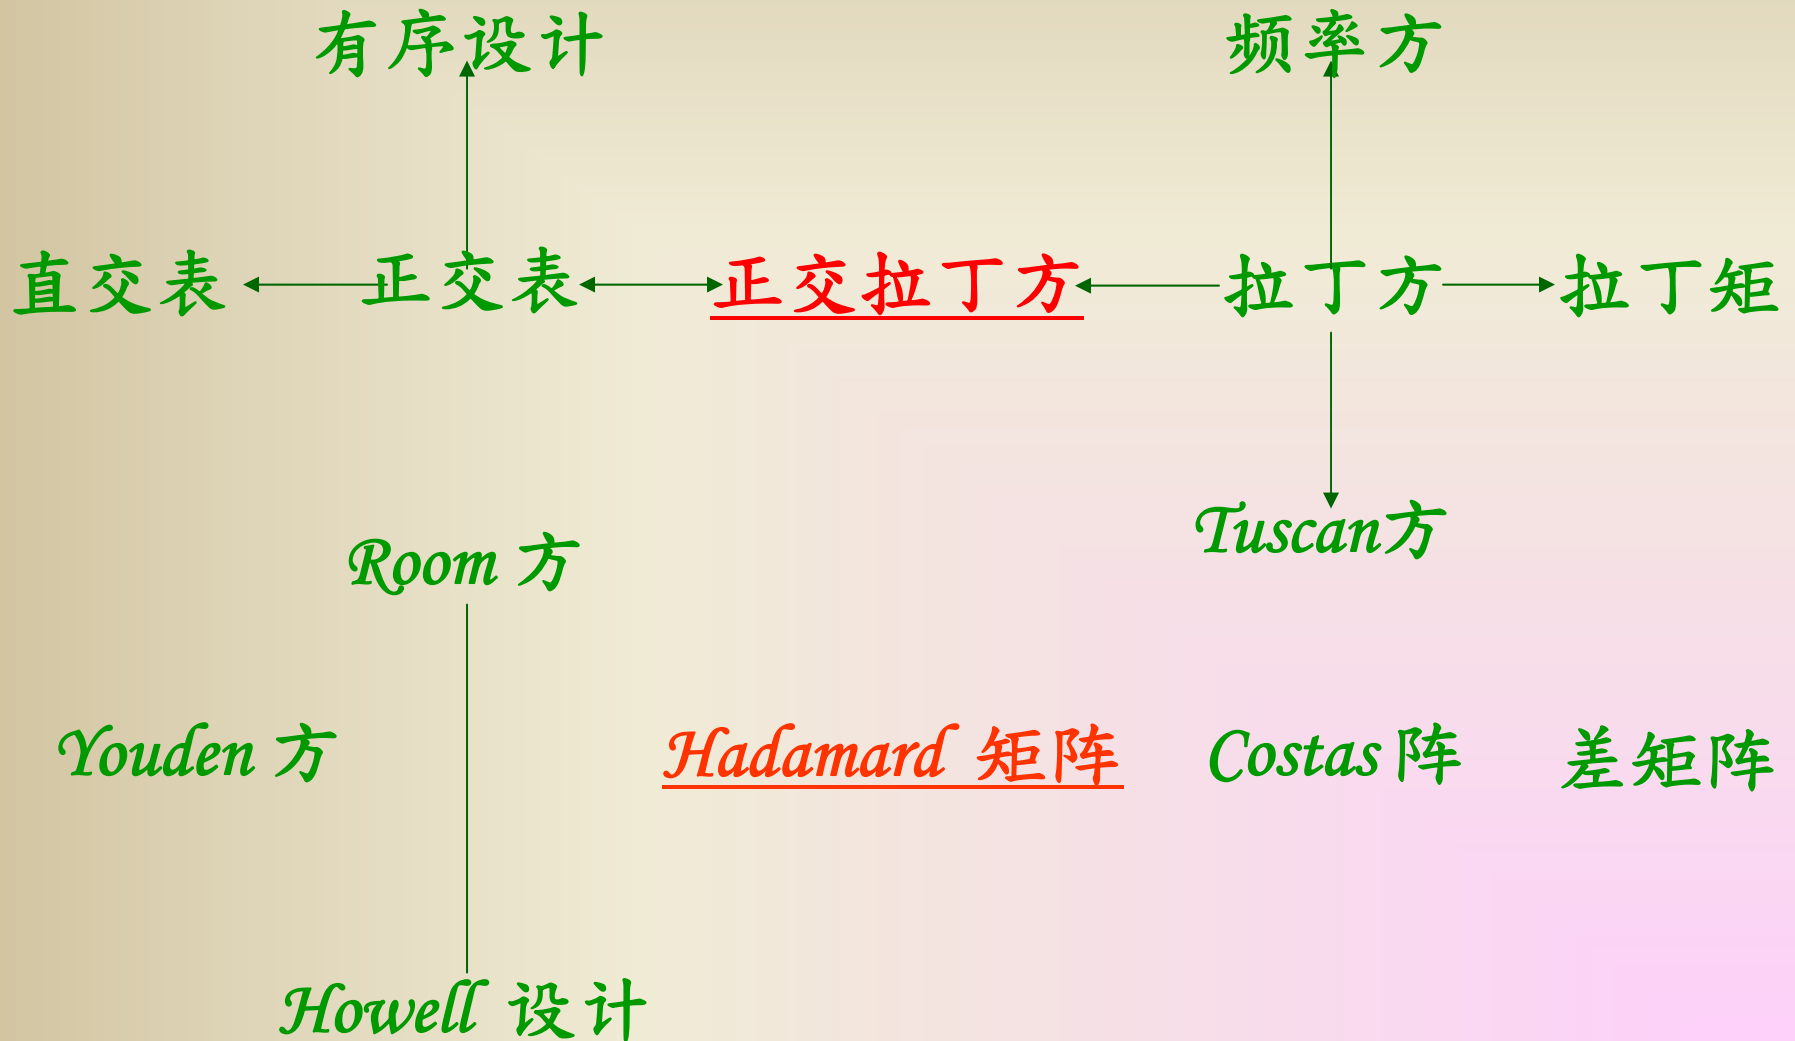 有序设计 频率方
直交表 正交表 正交拉丁方 拉丁方 拉丁矩
Tuscan方
Room 方
Youden 方 Hadamard 矩阵 Costas 阵 差矩阵
Howell 设计